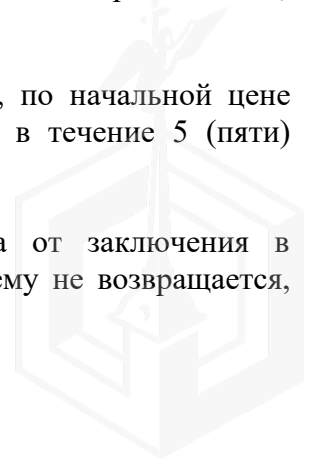 , по начальной цене
в течение 5 (пяти)
а от заключения в
ему не возвращается,